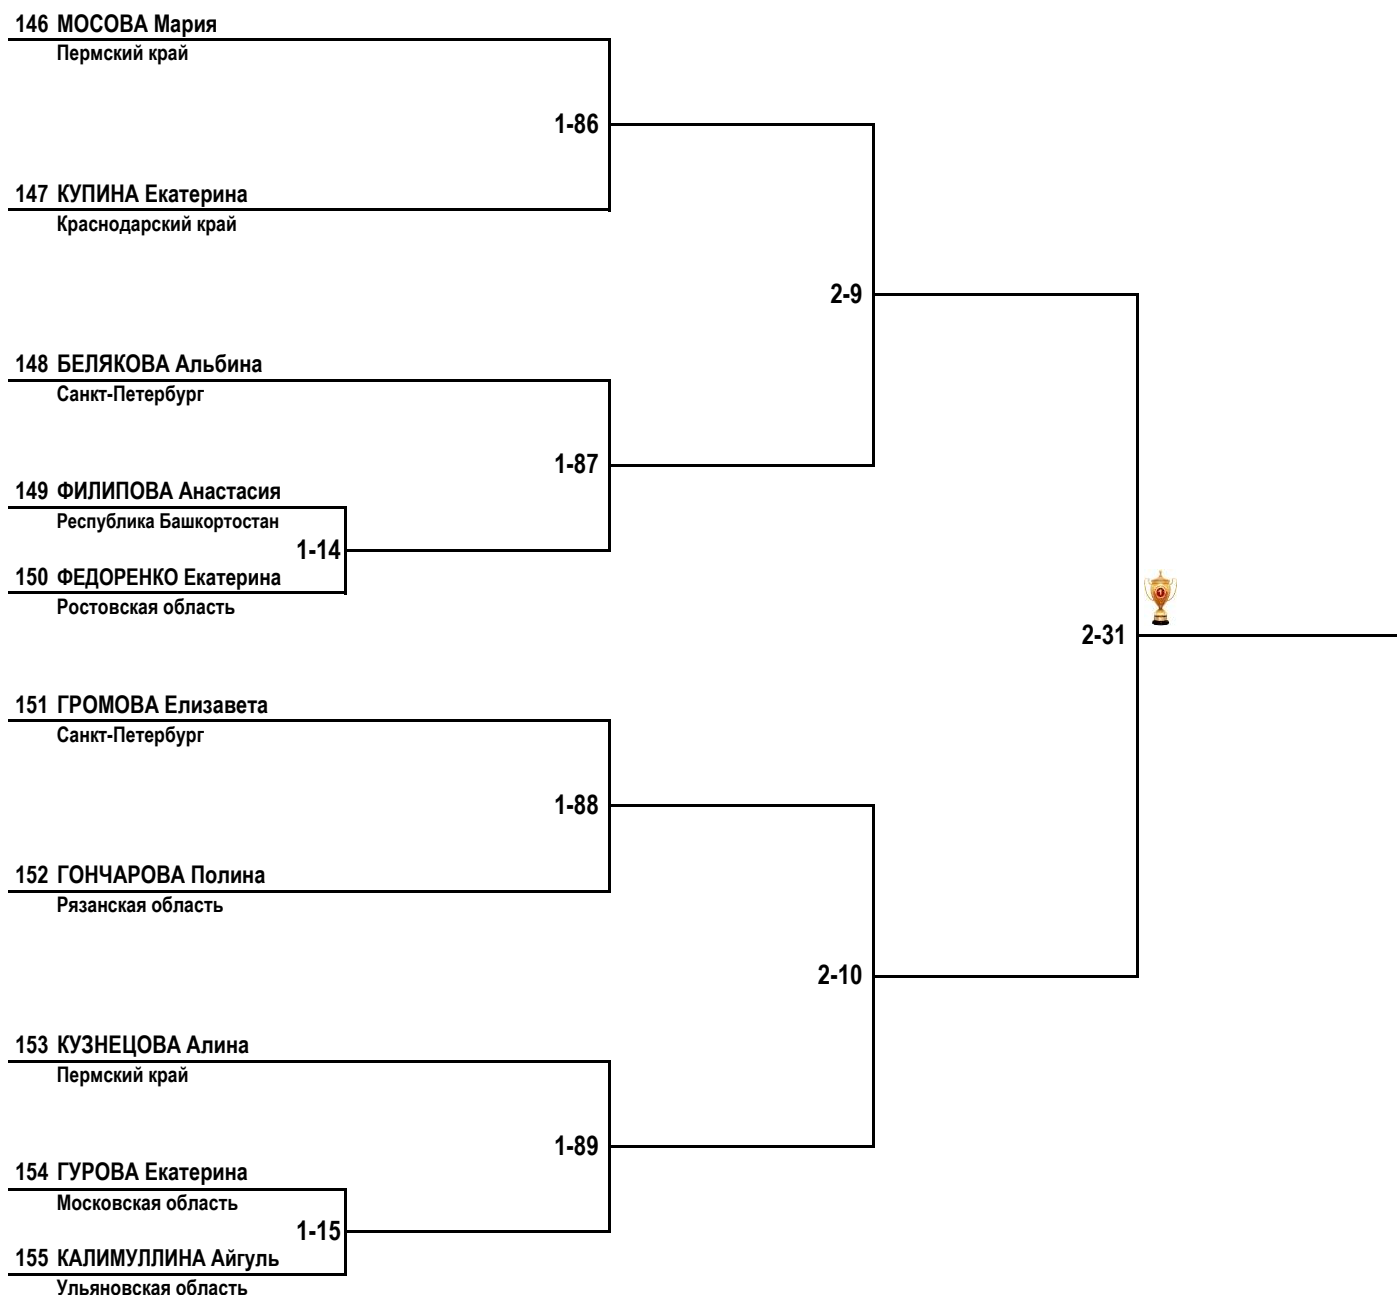 146 МОСОВА Мария
Пермский край
1-86
147 КУПИНА Екатерина
Краснодарский край
2-9
148 БЕЛЯКОВА Альбина
Санкт-Петербург
1-87
149 ФИЛИПОВА Анастасия
Республика Башкортостан
1-14
150 ФЕДОРЕНКО Екатерина
Ростовская область
1
2-31
151 ГРОМОВА Елизавета
Санкт-Петербург
1-88
152 ГОНЧАРОВА Полина
Рязанская область
2-10
153 КУЗНЕЦОВА Алина
Пермский край
1-89
154 ГУРОВА Екатерина
Московская область
1-15
155 КАЛИМУЛЛИНА Айгуль
Ульяновская область